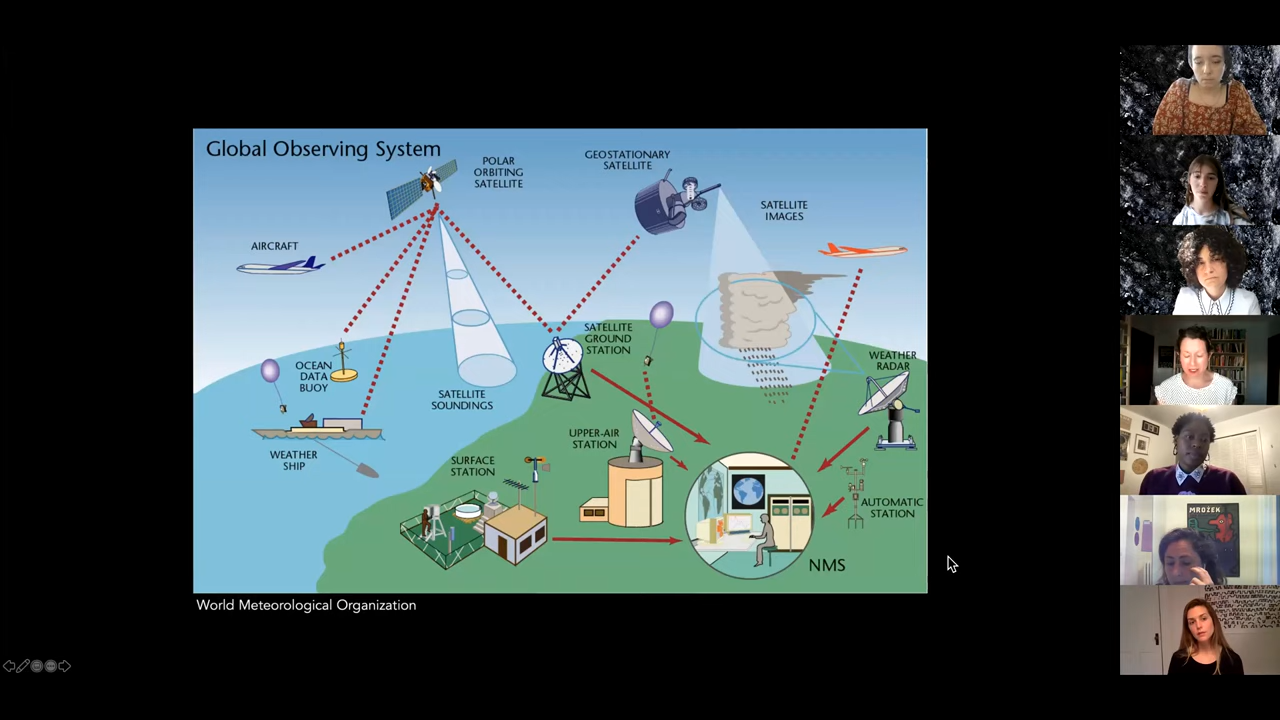 Global Observing System
POLAR
ORBITING
SATELLITE
GEOSTATIONARY
SATELLITE
SATELLITE
IMAGES
AIRCRAFT
SATELLITE
GROUND
STATION
OCEAN
DATA
BUOY
WEATHER
RADAR
SATELLITE
SOUNDINGS
UPPER-AIR
STATION
WEATHER
SHIP
SURFACE
STATION
AUTOMATIC
STATION
NMS
World Meteorological Organization
MROŻEK